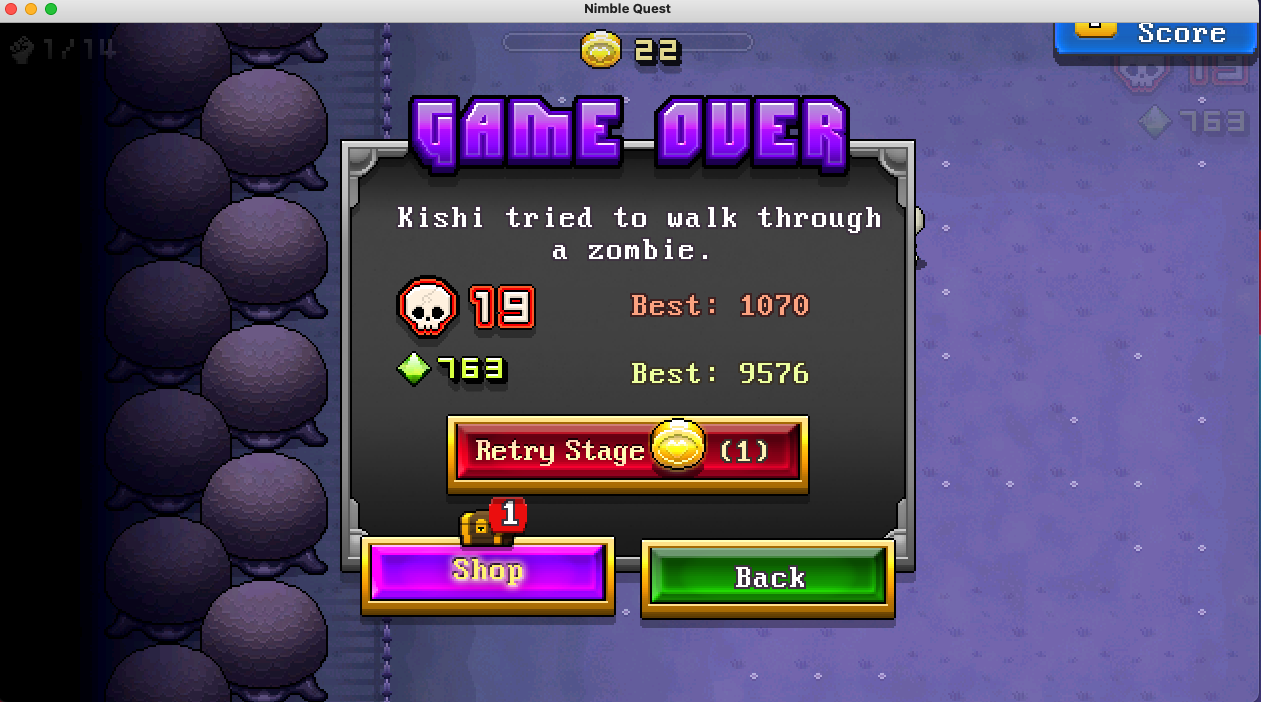 Nimble Quest
1/14
22
Score
19
763
GAME OVER
Kishi tried to walk through
a zombie.
19
Best: 1070
763
Best: 9576
Retry Stage (1)
1
Shop
Back